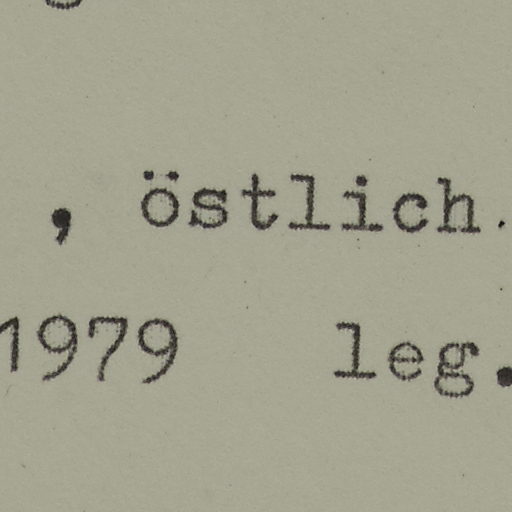 , östlich.
1979 leg.